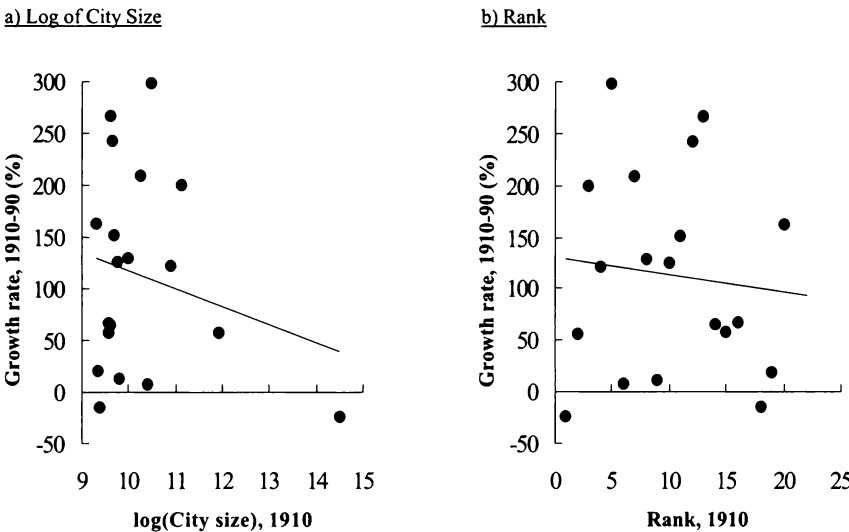 a) Log of City Size
b) Rank
Growth rate, 1910-90 (%)
300
250
200
150
100
50
0
-50
9 10 11 12 13 14 15
log(City size), 1910
Growth rate, 1910-90 (%)
300
250
200
150
100
50
0
-50
0 5 10 15 20 25
Rank, 1910